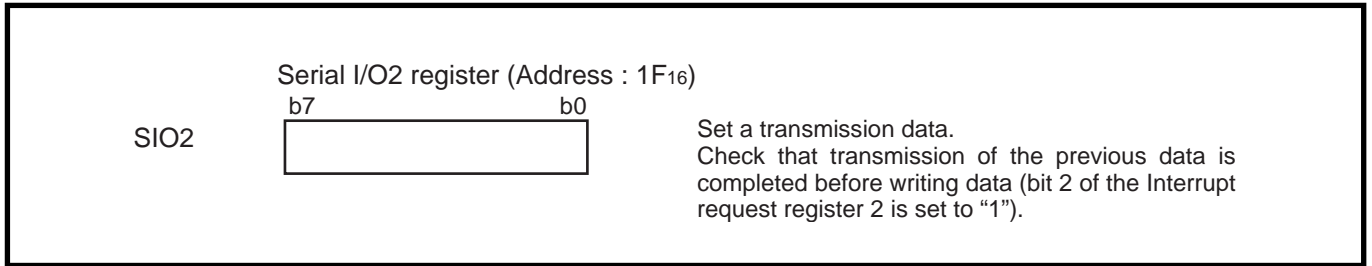 Serial I/O2 register (Address : 1F16)
b7 b0
SIO2
Set a transmission data.
Check that transmission of the previous data is
completed before writing data (bit 2 of the Interrupt
request register 2 is set to “1”).